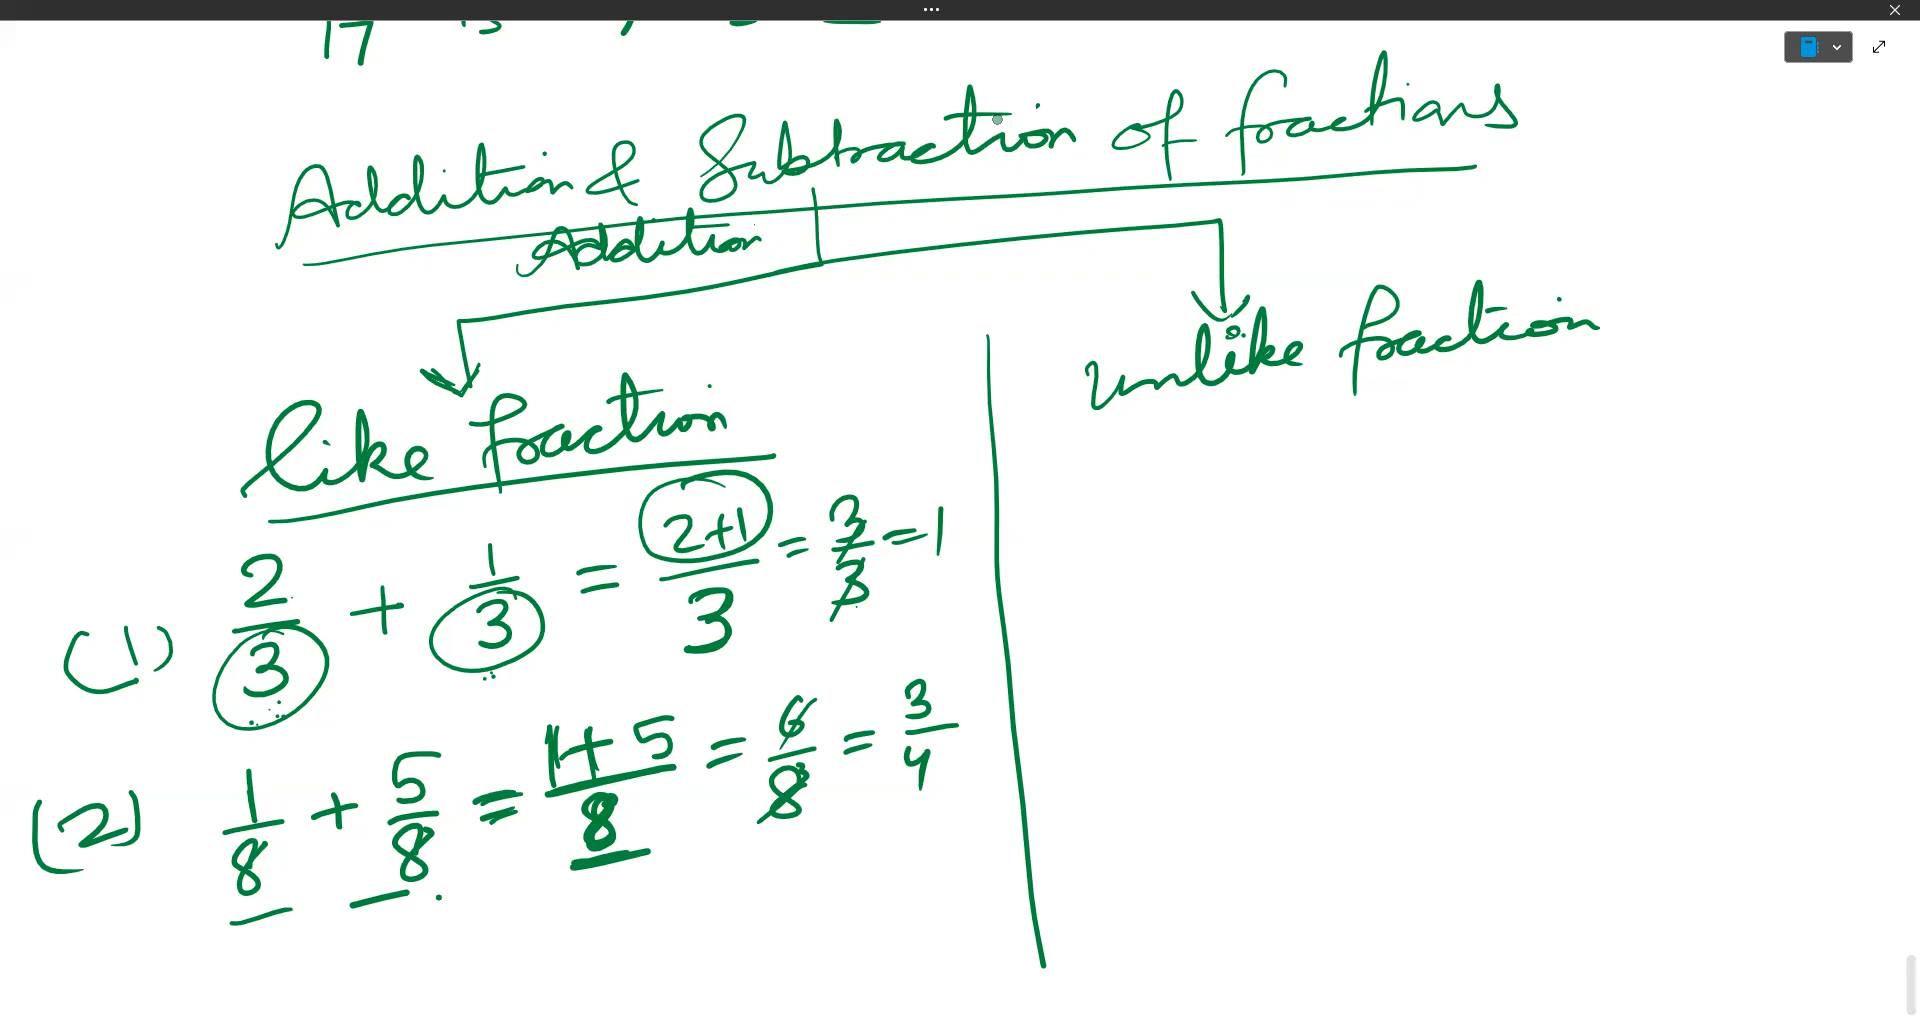 17
Addition & Subtraction of fractions
Addition
like fraction
unlike fraction
(1) 2/3 + 1/3 = 2+1/3 = 3/3 = 1
(2) 1/8 + 5/8 = 1+5/8 = 6/8 = 3/4